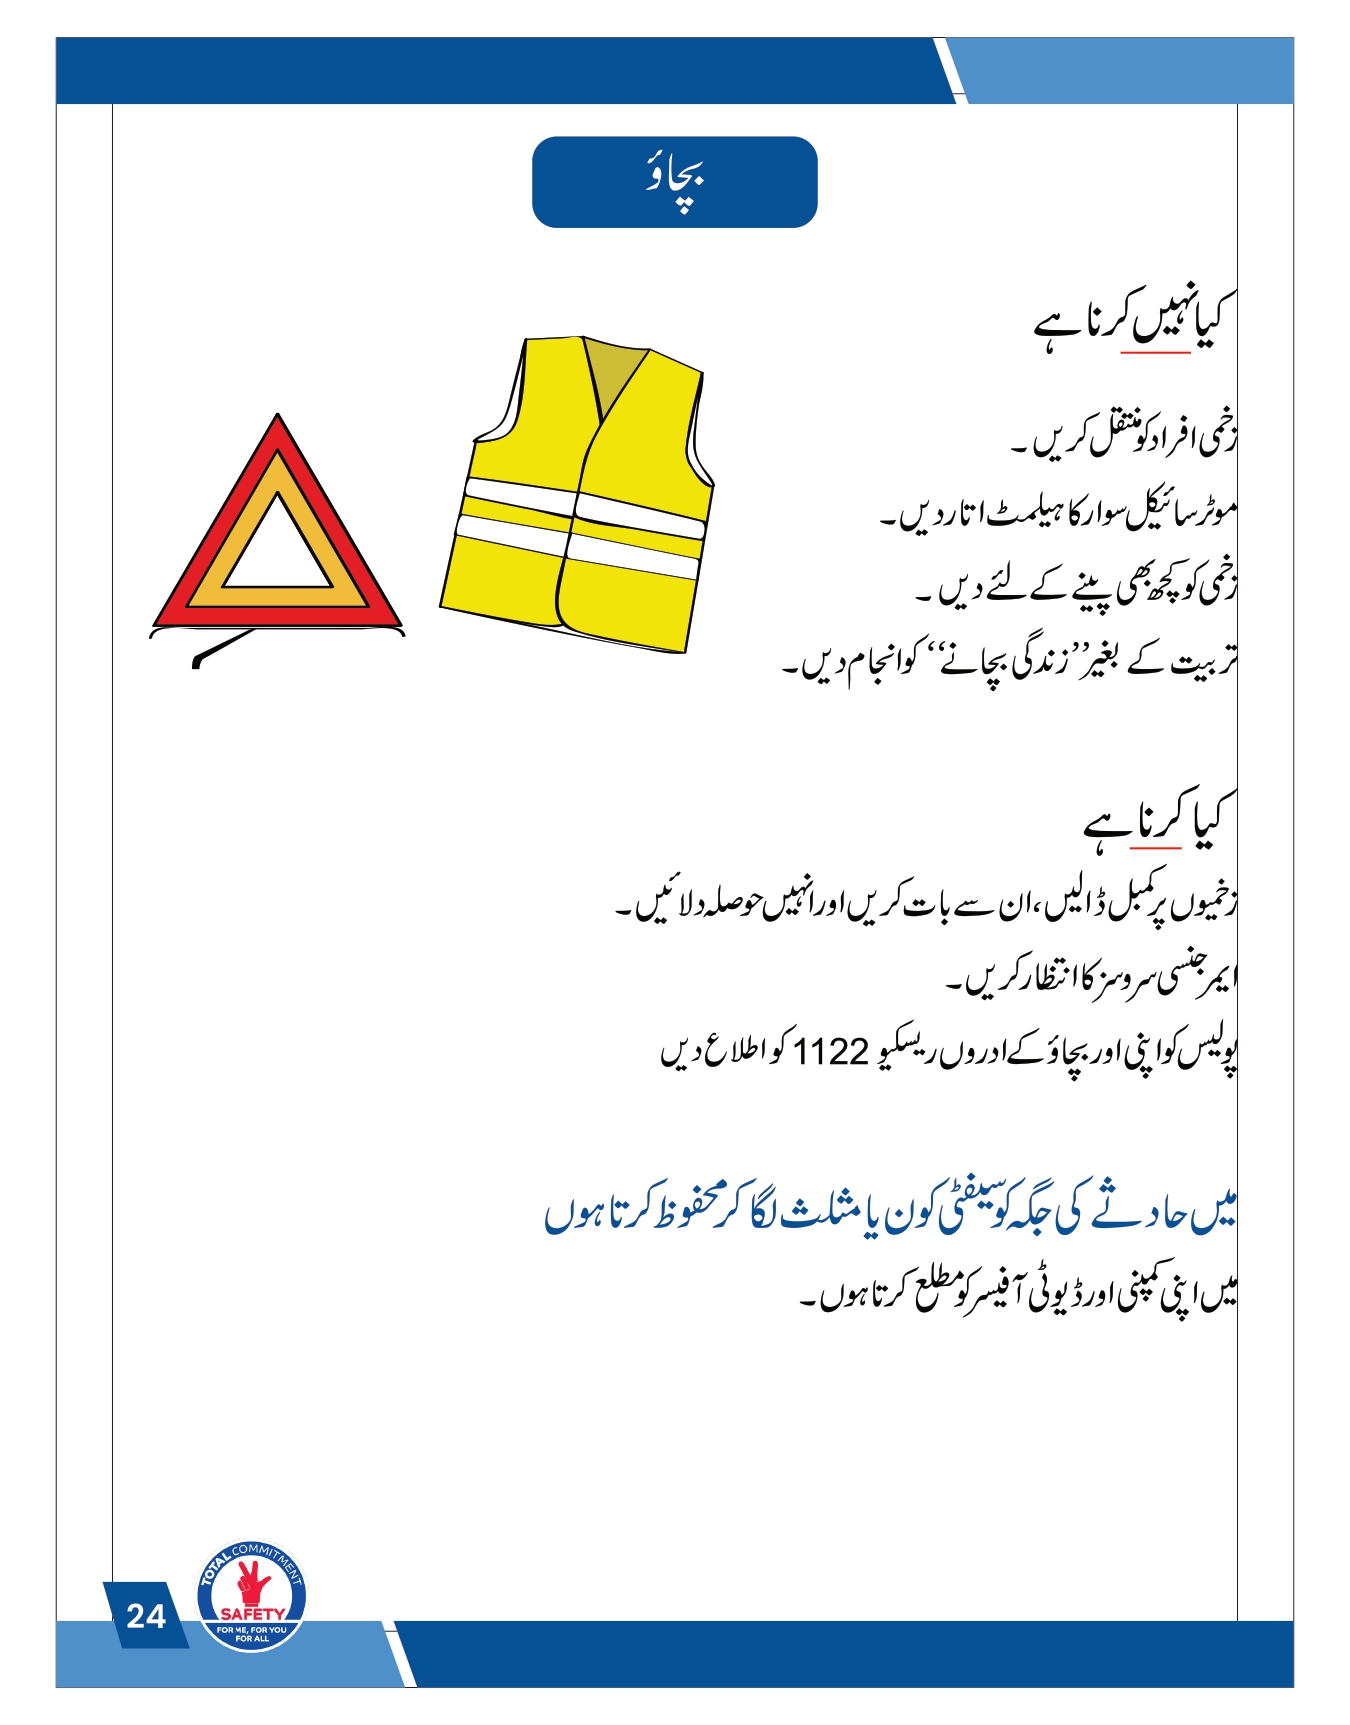 بچاؤ
کیا نہیں کرنا ہے
زخمی افراد کو منتقل کریں ۔
موٹر سائیکل سوار کا ہیلمٹ اتار دیں۔
زخمی کو کچھ بھی پینے کے لئے دیں ۔
تربیت کے بغیر ’’زندگی بچانے‘‘ کو انجام دیں۔
کیا کرنا ہے
زخمیوں پر کمبل ڈالیں، ان سے بات کریں اور انہیں حوصلہ دلائیں۔
ایمرجنسی سروسز کا انتظار کریں۔
پولیس کو اپنی اور بچاؤ کے ادروں ریسکیو 1122 کو اطلاع دیں
میں حادثے کی جگہ کو سیفٹی کون یا مثلث لگا کر محفوظ کرتا ہوں
میں اپنی کمپنی اور ڈیوٹی آفیسر کو مطلع کرتا ہوں۔
TOTAL COMMITMENT
SAFETY
FOR ME, FOR YOU
FOR ALL
24